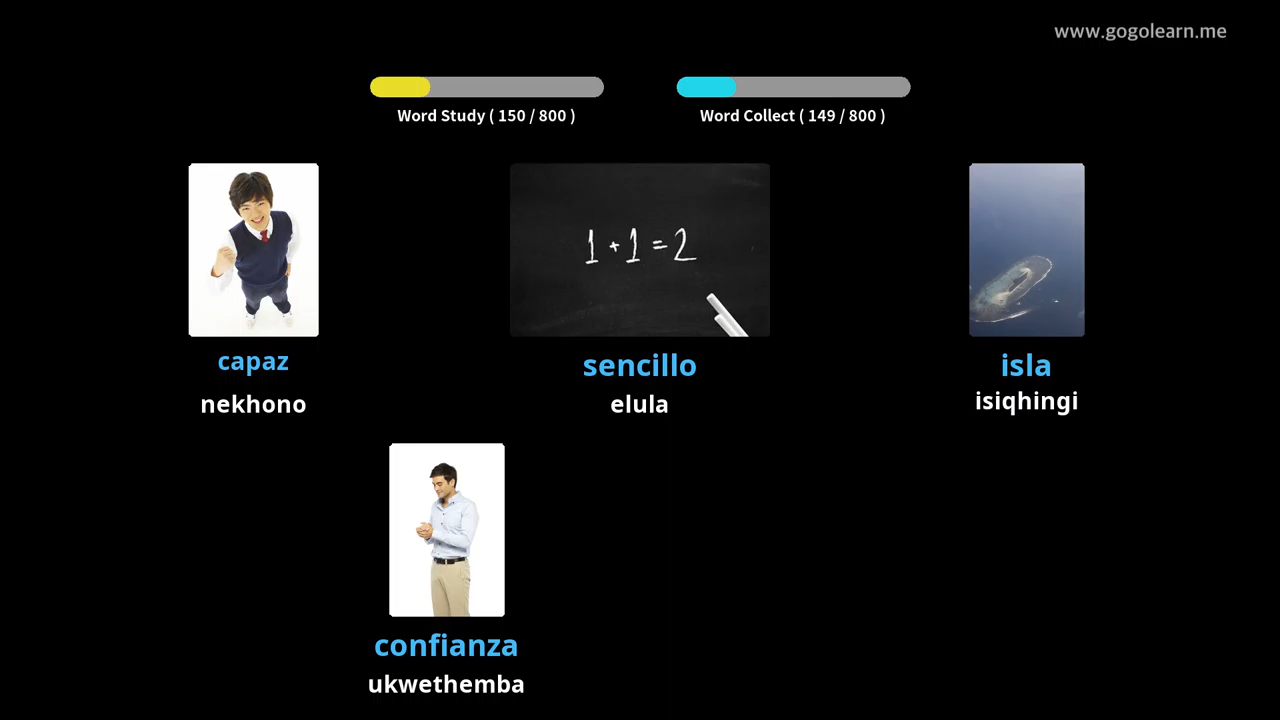 www.gogolearn.me
Word Study ( 150 / 800 )
Word Collect ( 149 / 800 )
1 + 1 = 2
capaz
nekhono
sencillo
elula
isla
isiqhingi
confianza
ukwethemba